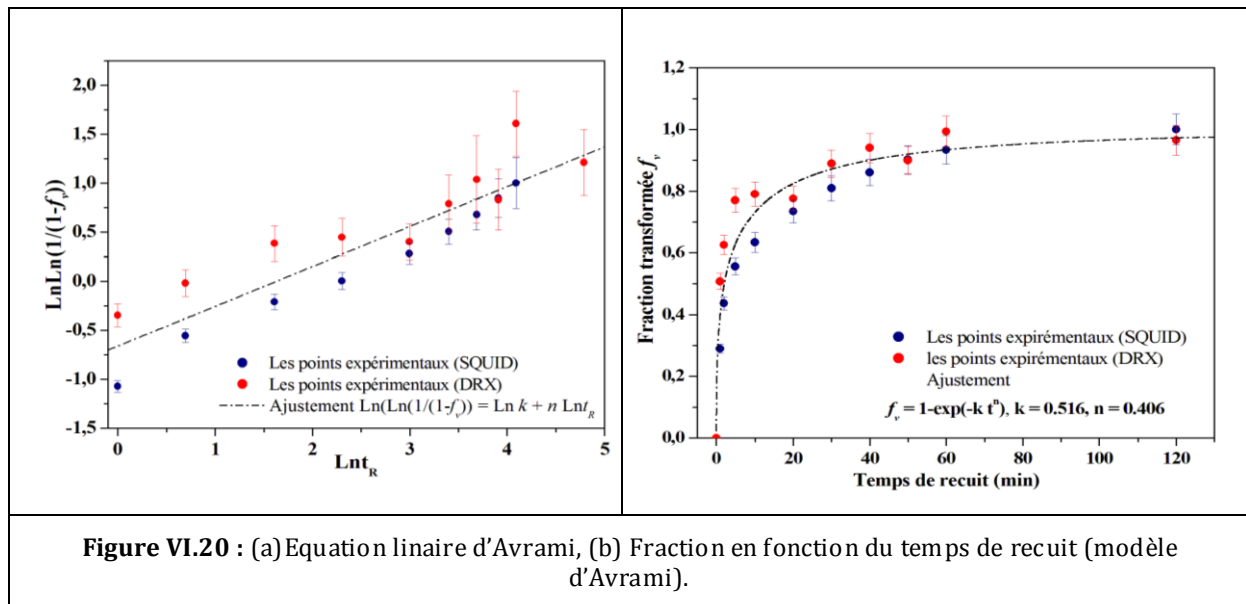 2,0
1,5
1,0
0,5
0,0
-0,5
-1,0
-1,5
LnLn(1/(1-fᵥ))
Les points expérimentaux (SQUID)
Les points expérimentaux (DRX)
Ajustement Ln(Ln(1/(1-fᵥ)) = Ln k + n Lntᵣ
0 1 2 3 4 5
Lntᵣ
1,2
1,0
0,8
0,6
0,4
0,2
0,0
Fraction transformée fᵥ
Les points expirémentaux (SQUID)
les points expirémentaux (DRX)
Ajustement
fᵥ = 1-exp(-k tⁿ), k = 0.516, n = 0.406
0 20 40 60 80 100 120
Temps de recuit (min)
Figure VI.20 : (a)Equation linaire d’Avrami, (b) Fraction en fonction du temps de recuit (modèle
d’Avrami).